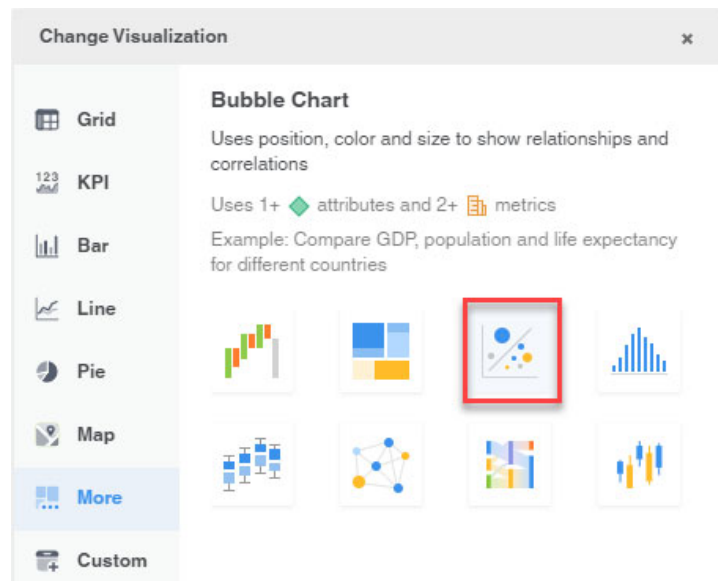 Change Visualization
Grid
123
KPI
Bar
Line
Pie
Map
More
Custom
Bubble Chart
Uses position, color and size to show relationships and
correlations
Uses 1+ attributes and 2+ metrics
Example: Compare GDP, population and life expectancy
for different countries